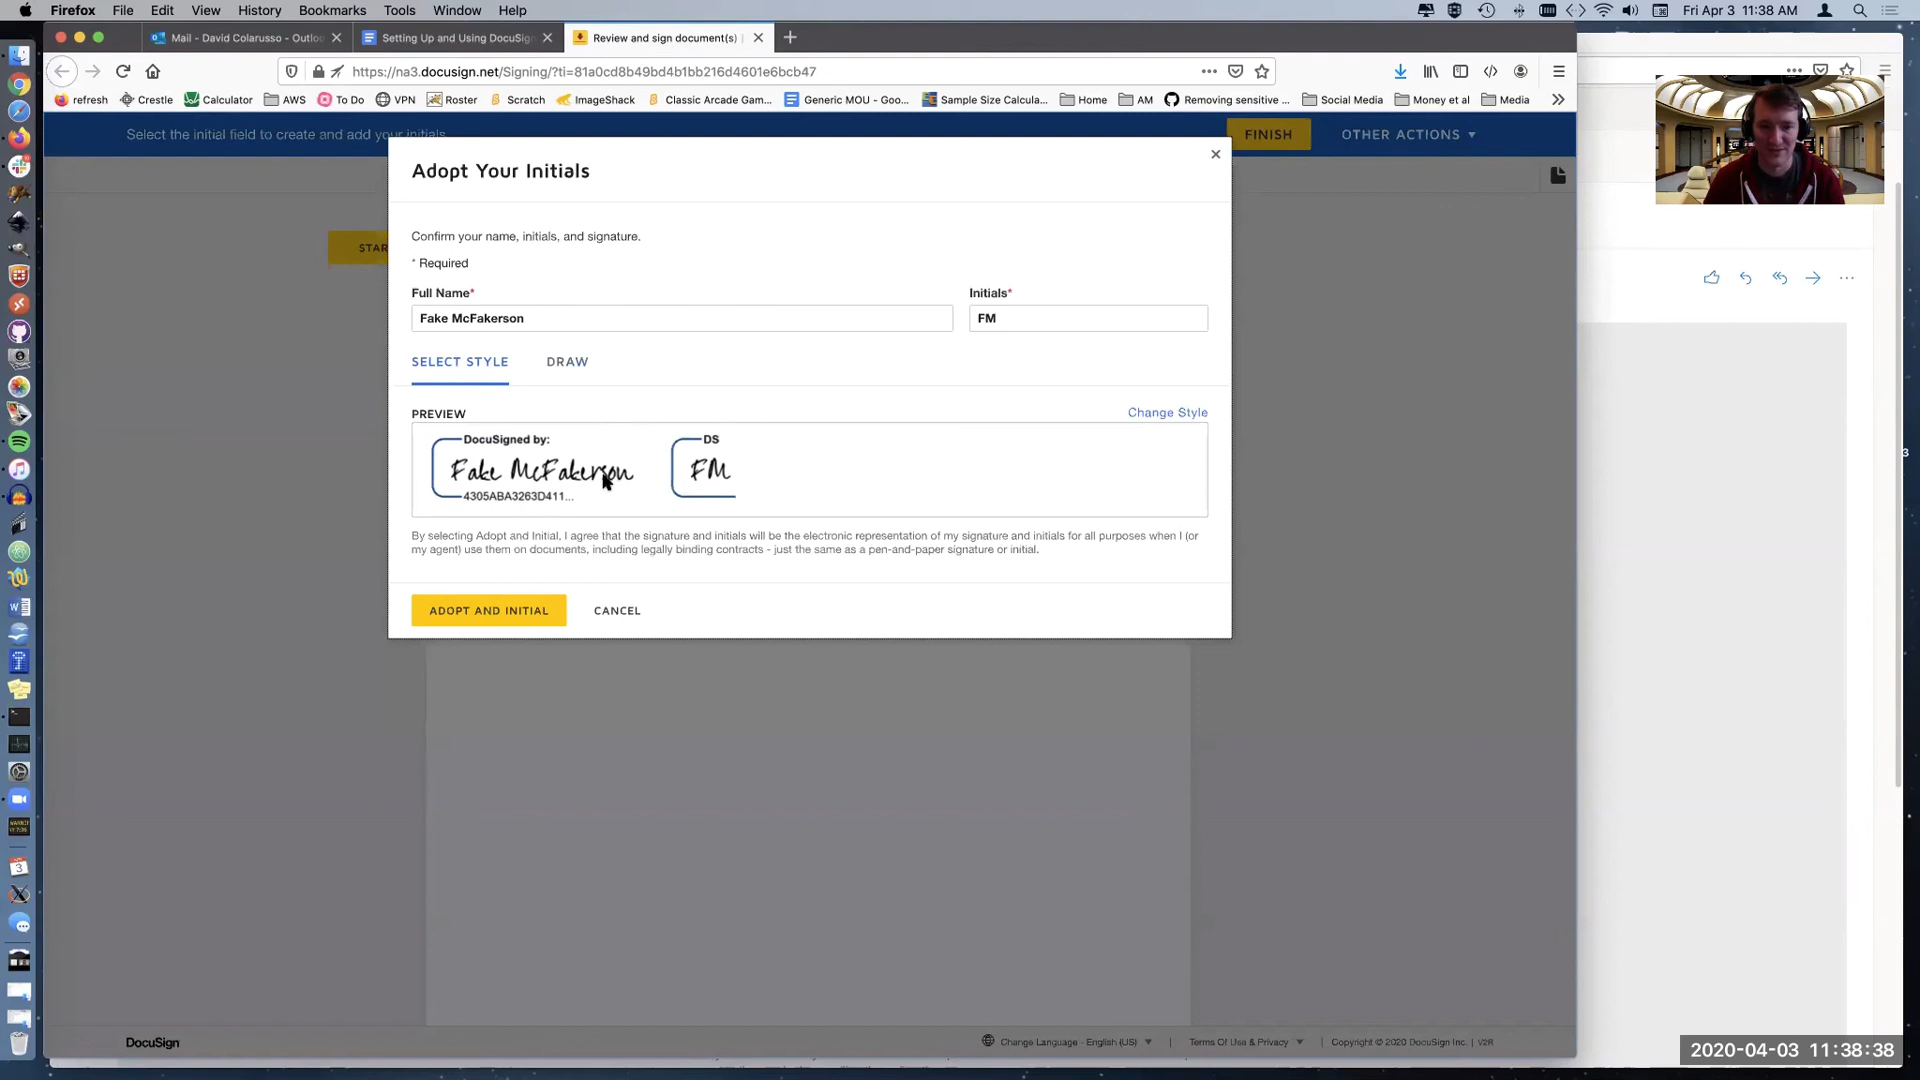 Firefox File Edit View History Bookmarks Tools Window Help
Fri Apr 3 11:38 AM
Mail - David Colarusso - Outlo
Setting Up and Using DocuSign
Review and sign document(s)
https://na3.docusign.net/Signing/?ti=81a0cd8b49bd4b1bb216d4601e6bcb47
refresh Crestle Calculator AWS To Do VPN Roster Scratch ImageShack Classic Arcade Gam... Generic MOU - Goo... Sample Size Calcula... Home AM Removing sensitive ... Social Media Money et al Media
Select the initial field to create and add your initials.
FINISH
OTHER ACTIONS
STAR
Adopt Your Initials
Confirm your name, initials, and signature.
* Required
Full Name*
Initials*
Fake McFakerson
FM
SELECT STYLE
DRAW
PREVIEW
Change Style
DocuSigned by:
Fake McFakerson
4305ABA3263D411...
DS
FM
By selecting Adopt and Initial, I agree that the signature and initials will be the electronic representation of my signature and initials for all purposes when I (or
my agent) use them on documents, including legally binding contracts - just the same as a pen-and-paper signature or initial.
ADOPT AND INITIAL
CANCEL
DocuSign
Change Language - English (US)
Terms Of Use & Privacy
Copyright © 2020 DocuSign Inc. | V2R
2020-04-03 11:38:38